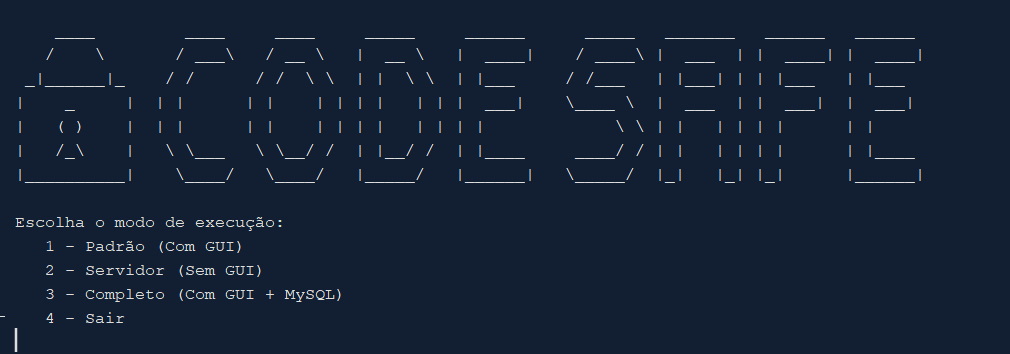 CODE SAFE
Escolha o modo de execução:
1 - Padrão (Com GUI)
2 - Servidor (Sem GUI)
3 - Completo (Com GUI + MySQL)
4 - Sair